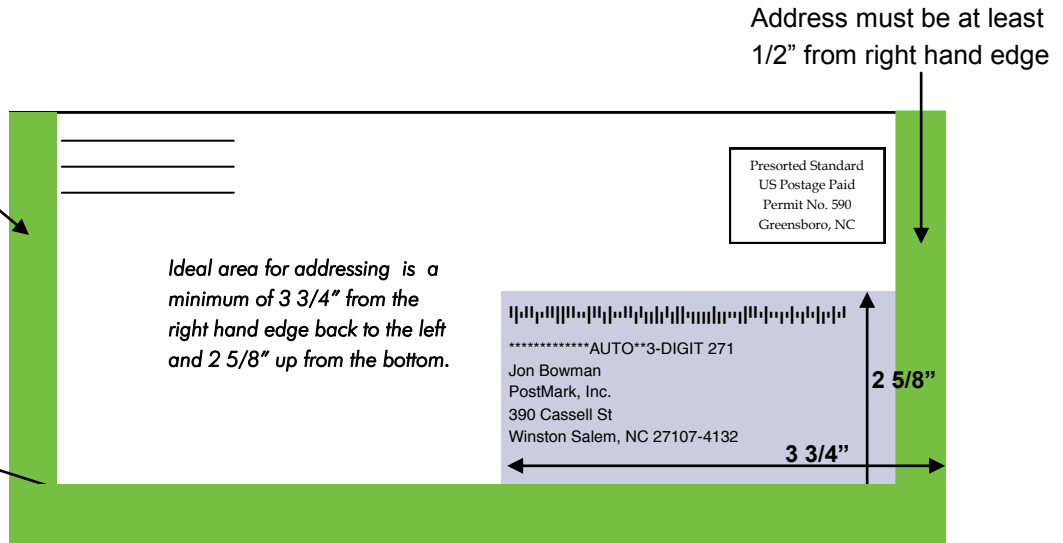 Address must be at least
1/2” from right hand edge
Presorted Standard
US Postage Paid
Permit No. 590
Greensboro, NC
Ideal area for addressing is a
minimum of 3 3/4” from the
right hand edge back to the left
and 2 5/8” up from the bottom.
*************AUTO**3-DIGIT 271
Jon Bowman
PostMark, Inc.
390 Cassell St
Winston Salem, NC 27107-4132
2 5/8”
3 3/4”